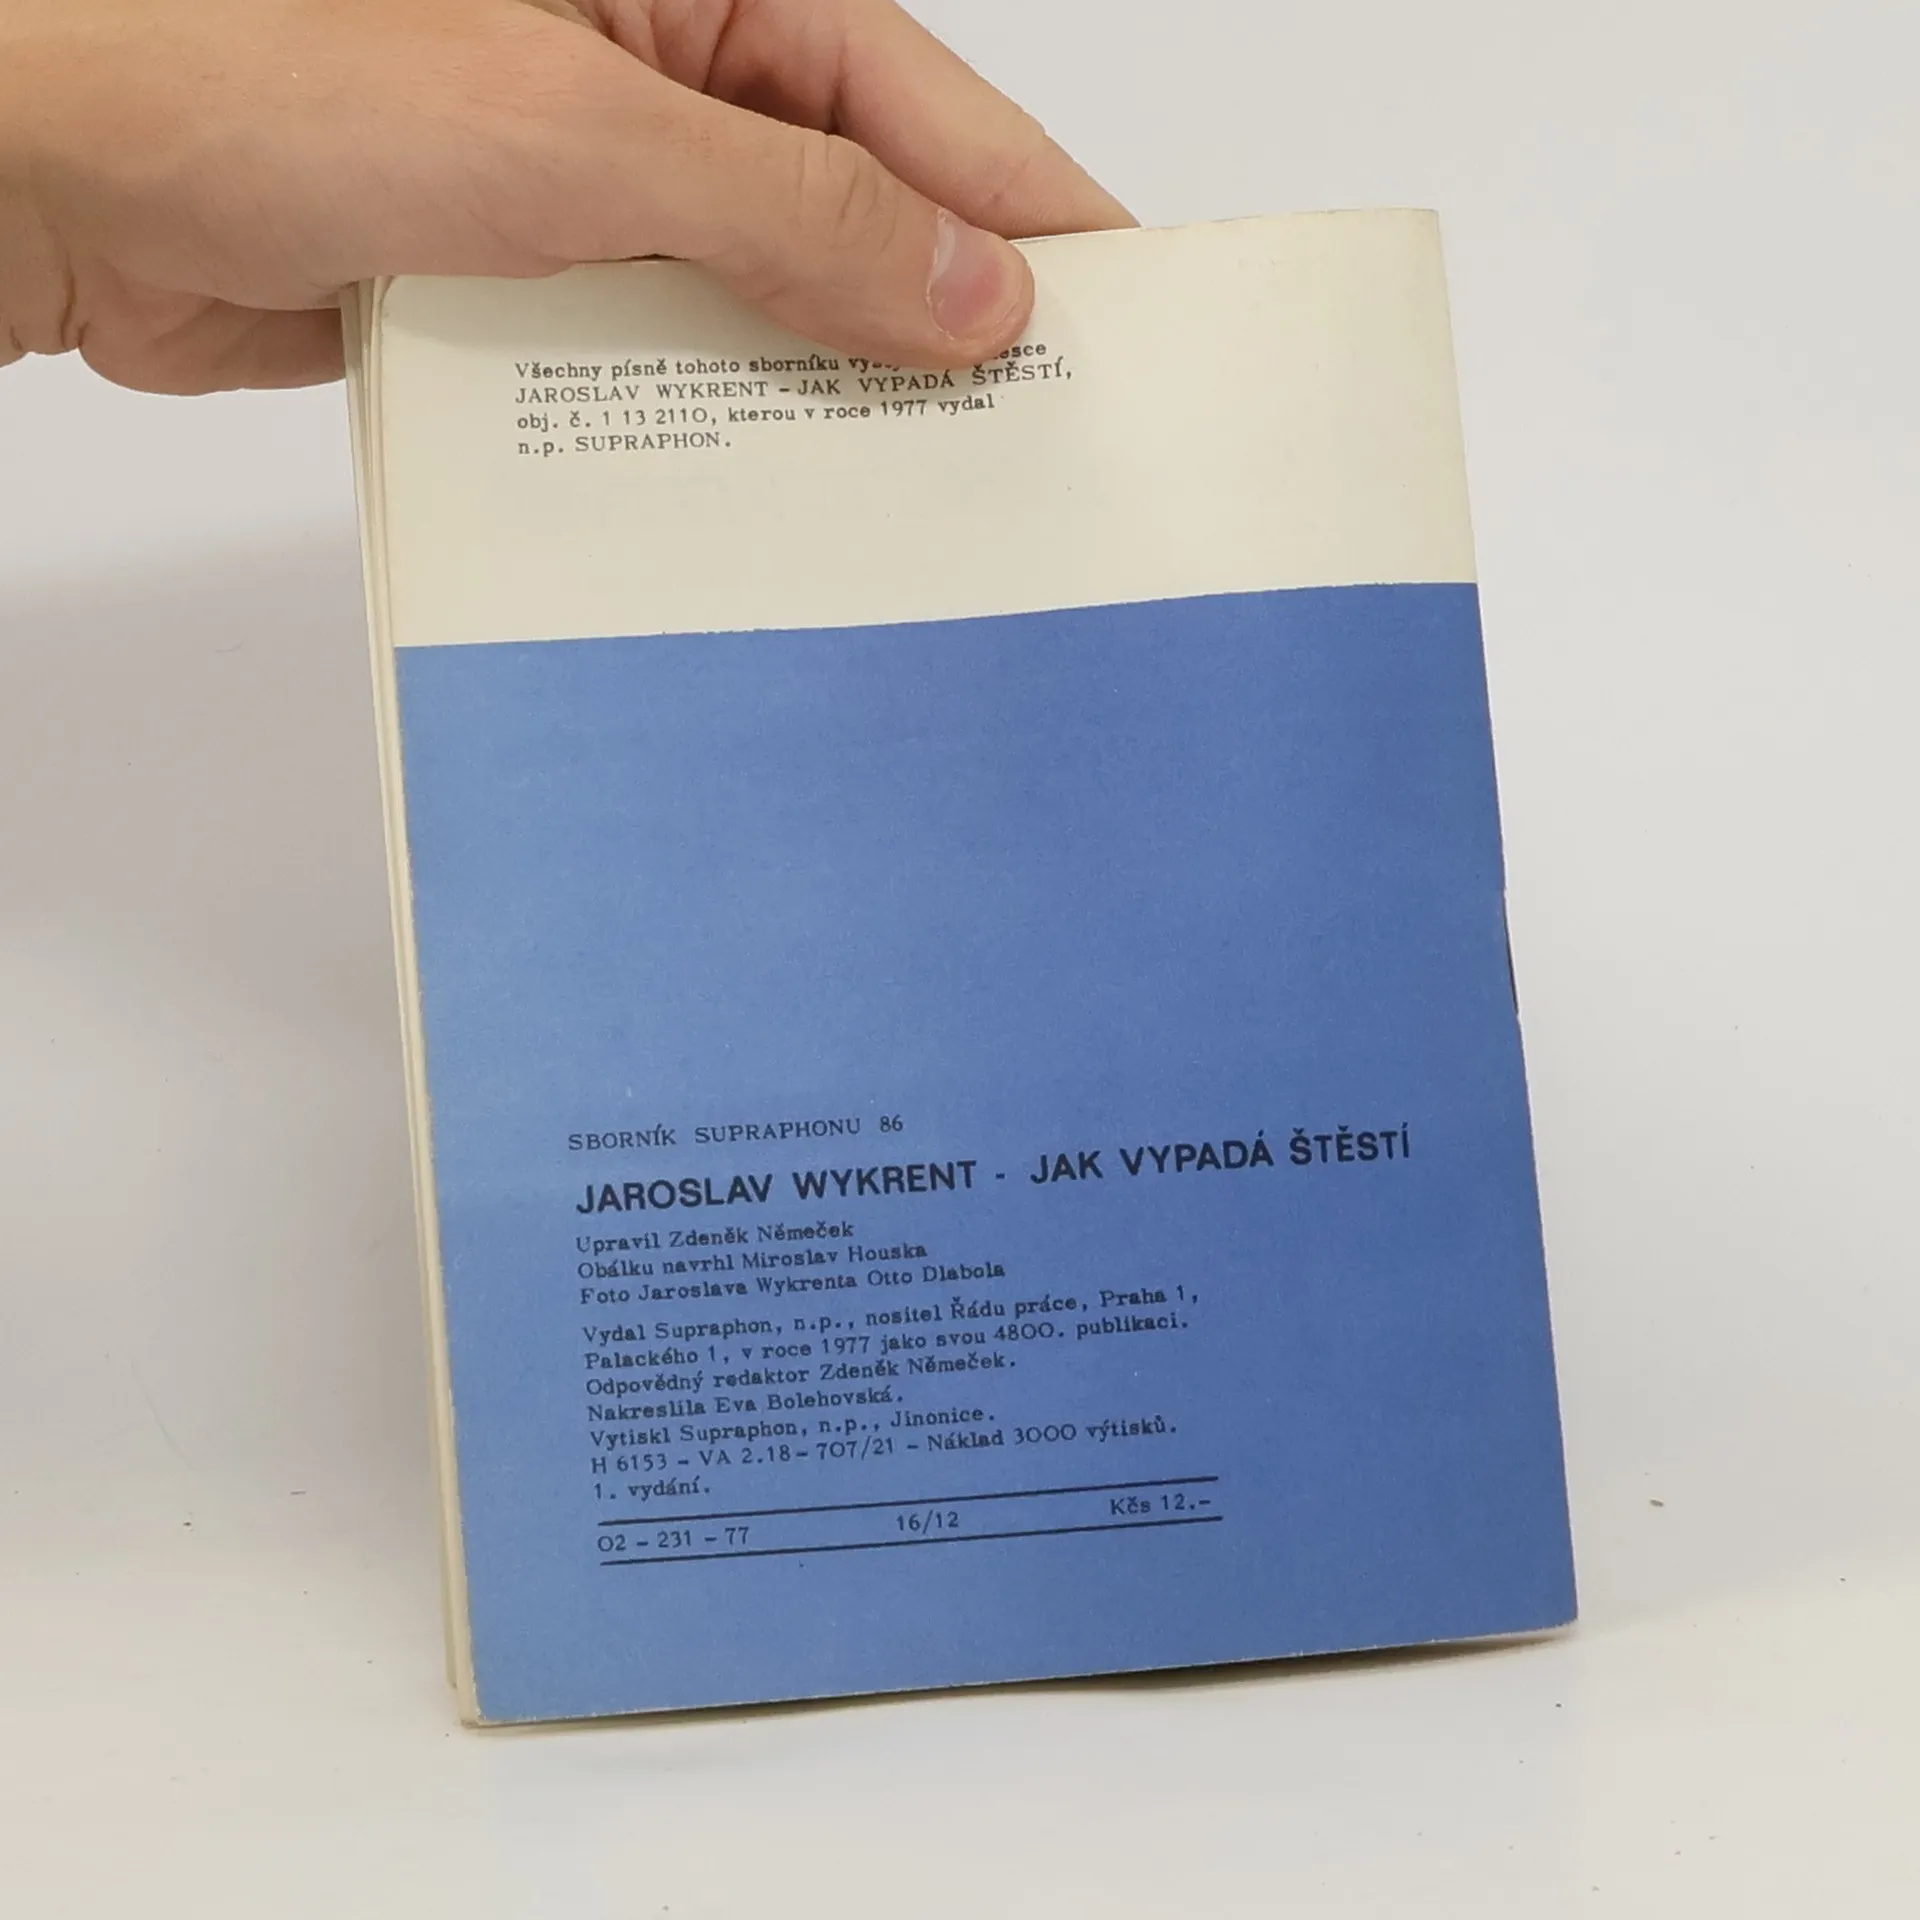 Všechny písně tohoto sborníku
JAROSLAV WYKRENT - JAK VYPADÁ ŠTĚSTÍ,
obj. č. 1 13 2110, kterou v roce 1977 vydal
n.p. SUPRAPHON.
SBORNÍK SUPRAPHONU 86
JAROSLAV WYKRENT - JAK VYPADÁ ŠTĚSTÍ
Upravil Zdeněk Němeček
Obálku navrhl Miroslav Houska
Foto Jaroslava Wykrenta Otto Dlabola
Vydal Supraphon, n.p., nositel Řádu práce, Praha 1,
Palackého 1, v roce 1977 jako svou 4800. publikaci.
Odpovědný redaktor Zdeněk Němeček.
Nakreslila Eva Bolehovská.
Vytiskl Supraphon, n.p., Jinonice.
H 6153 - VA 2.18 - 707/21 - Náklad 3000 výtisků.
1. vydání.
02 - 231 - 77 16/12 Kčs 12.-